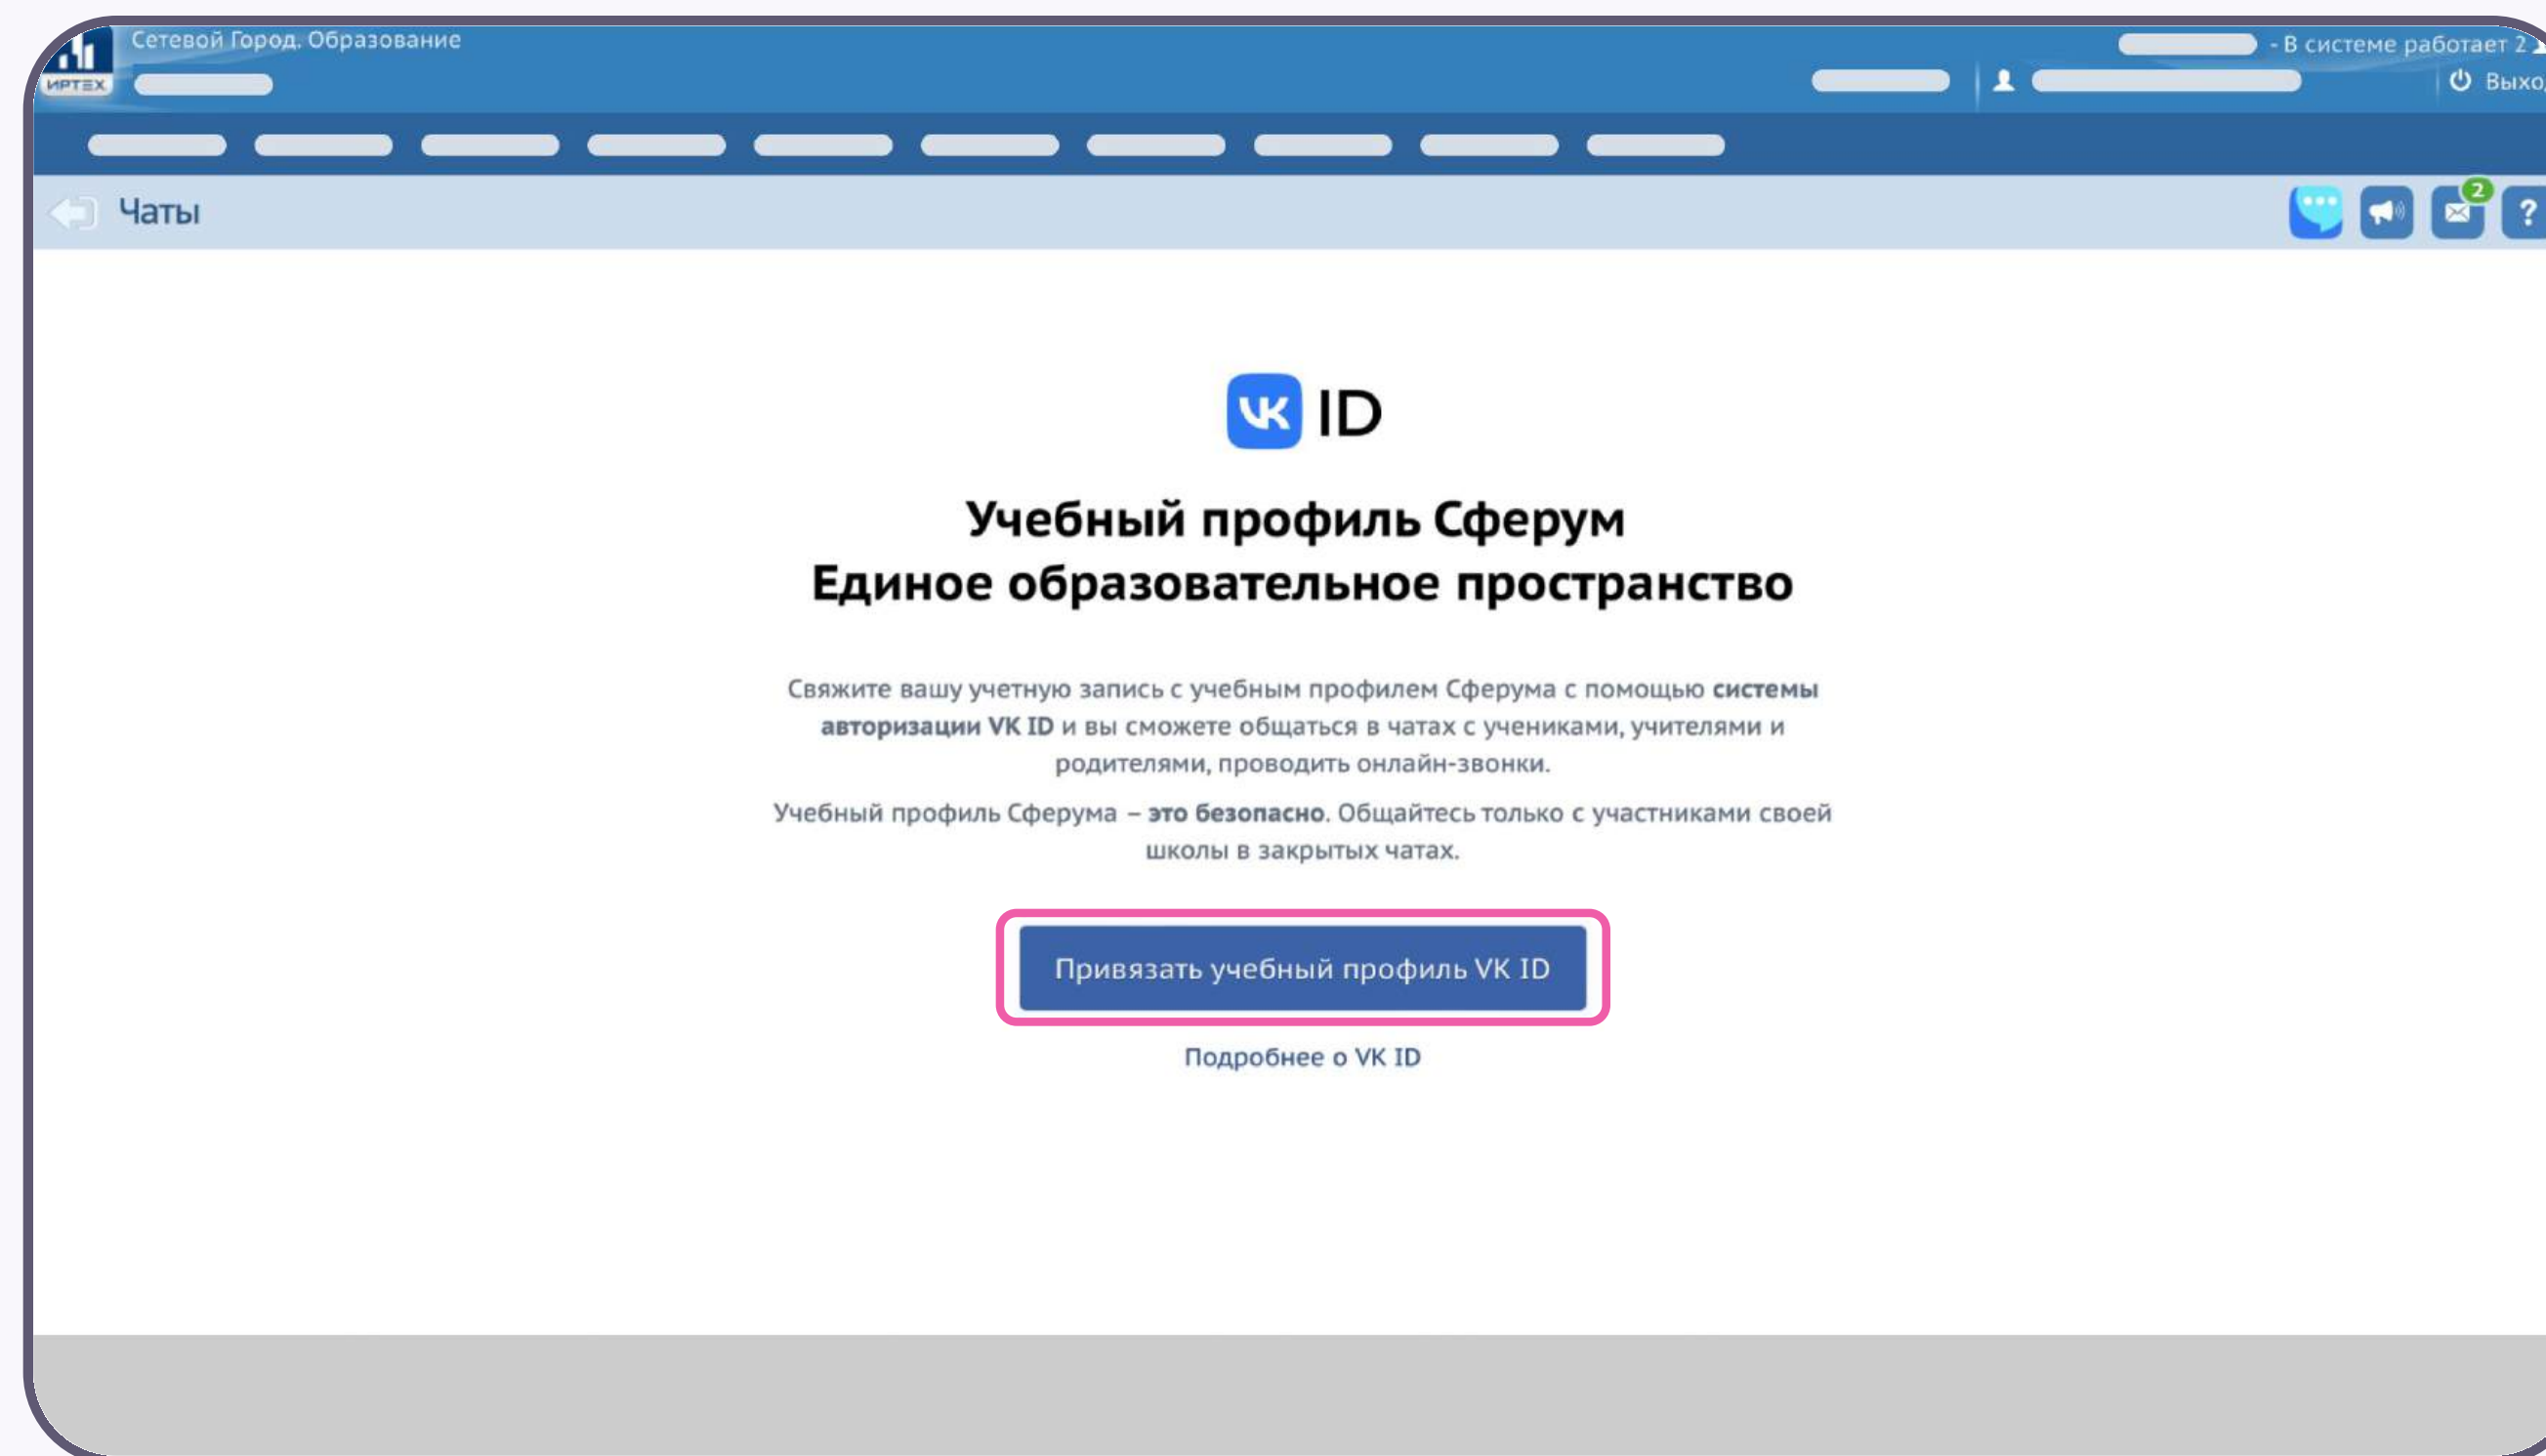 Сетевой Город. Образование
- В системе работает 2
ИРТЕХ
Чаты
2
?
VK ID
Учебный профиль Сферум
Единое образовательное пространство
Свяжите вашу учетную запись с учебным профилем Сферума с помощью системы
авторизации VK ID и вы сможете общаться в чатах с учениками, учителями и
родителями, проводить онлайн-звонки.
Учебный профиль Сферума – это безопасно. Общайтесь только с участниками своей
школы в закрытых чатах.
Привязать учебный профиль VK ID
Подробнее о VK ID